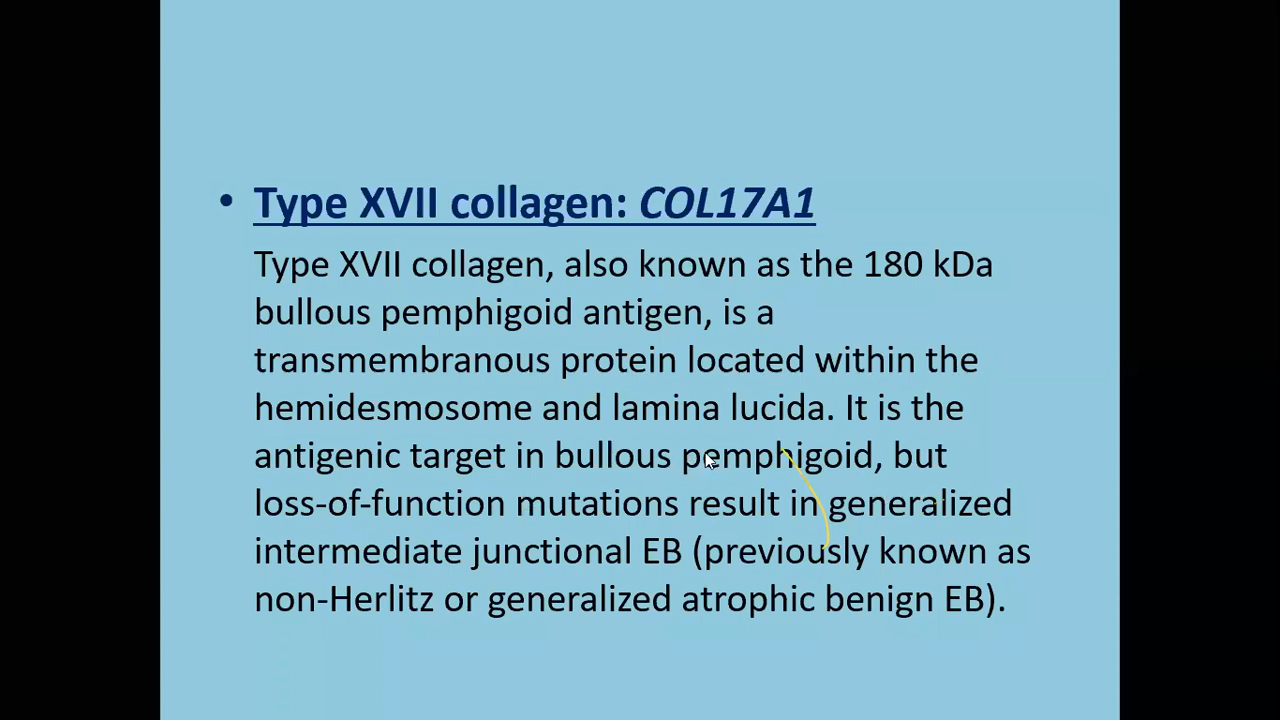 • Type XVII collagen: COL17A1
Type XVII collagen, also known as the 180 kDa
bullous pemphigoid antigen, is a
transmembranous protein located within the
hemidesmosome and lamina lucida. It is the
antigenic target in bullous pemphigoid, but
loss-of-function mutations result in generalized
intermediate junctional EB (previously known as
non-Herlitz or generalized atrophic benign EB).